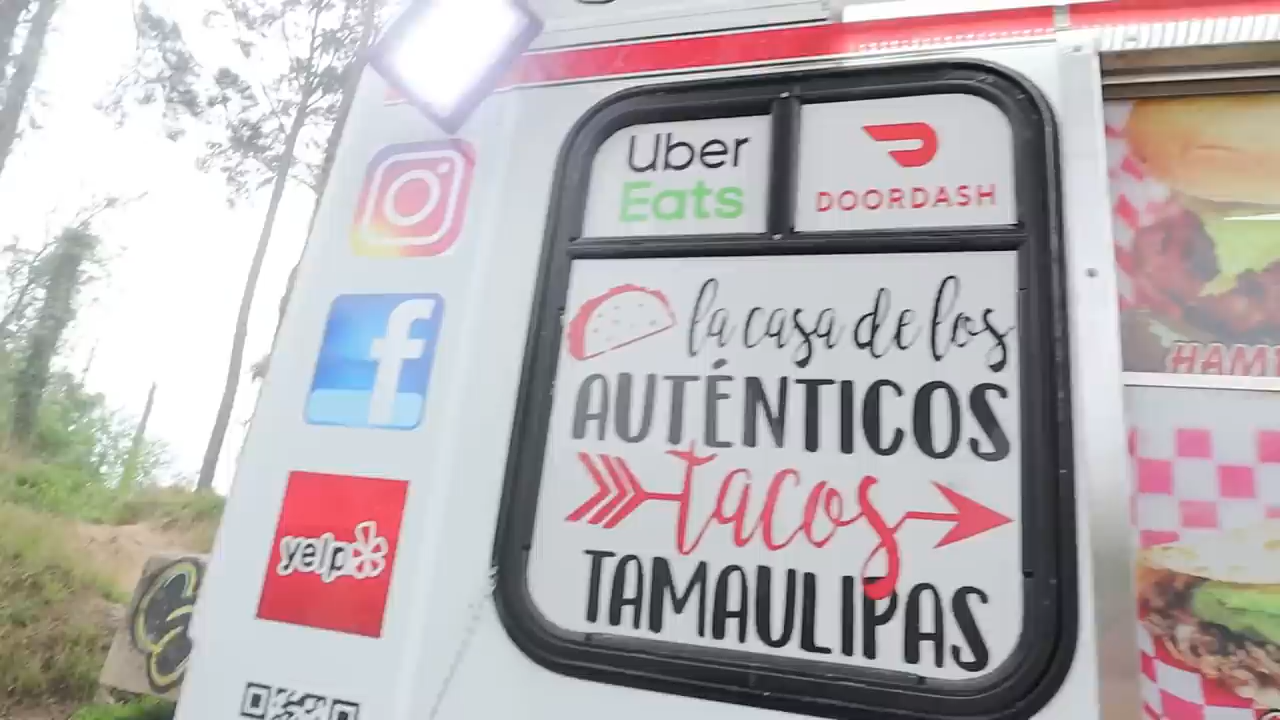 Uber
Eats
DOORDASH
la casa de los
AUTÉNTICOS
tacos
TAMAULIPAS
yelp